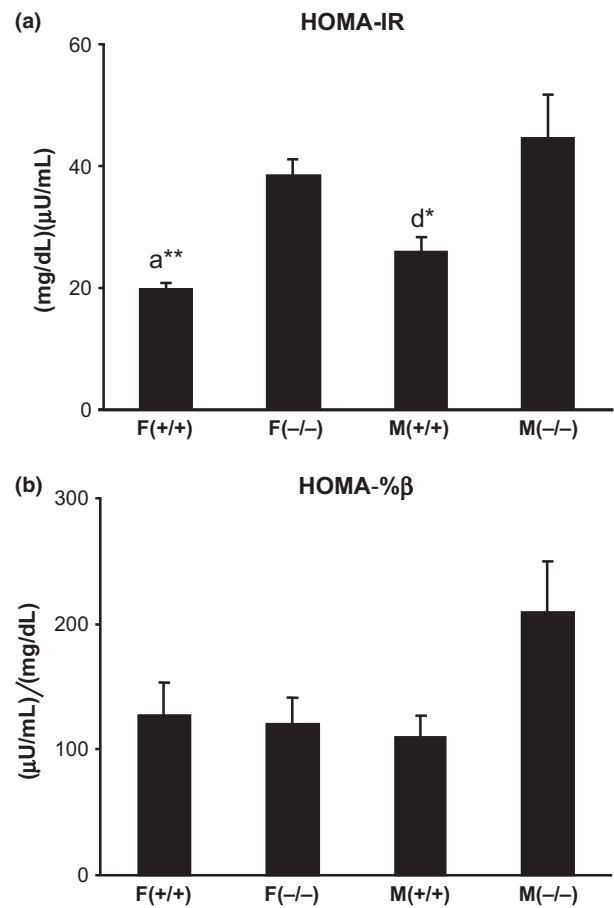 (a)
HOMA-IR
(mg/dL)(μU/mL)
60
40
20
0
a**
d*
F(+/+) F(–/–) M(+/+) M(–/–)
(b)
HOMA-%β
(μU/mL)/(mg/dL)
300
200
100
0
F(+/+) F(–/–) M(+/+) M(–/–)